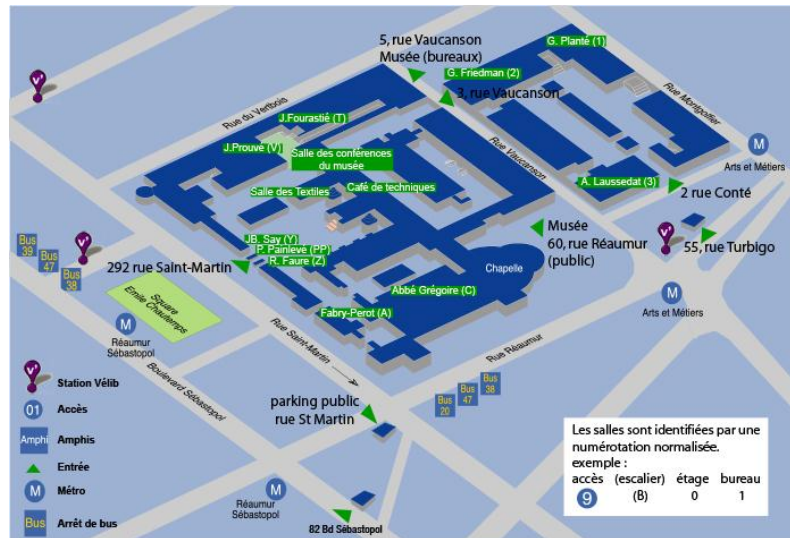 5, rue Vaucanson
Musée (bureaux)
G. Planté (1)
G. Friedman (2)
3, rue Vaucanson
Rue Montgolfier
Rue du Vertbois
J.Fourastié (T)
J.Prouvé (V)
Salle des conférences
du musée
Rue Vaucanson
M
Arts et Métiers
A. Laussedat (3)
2 rue Conté
Salle des Textiles
Café de techniques
Musée
60, rue Réaumur
(public)
55, rue Turbigo
JB. Say (Y)
P. Painlevé (PP)
R. Faure (Z)
292 rue Saint-Martin
Bus
39
Bus
47
Bus
38
Chapelle
Abbé Grégoire (C)
Fabry-Perot (A)
M
Arts et Métiers
Square
Emile Chautemps
M
Réaumur
Sébastopol
Rue Saint-Martin
Rue Réaumur
Boulevard Sébastopol
parking public
rue St Martin
Bus
20
Bus
47
Bus
38
M
Réaumur
Sébastopol
82 Bd Sébastopol
V' Station Vélib
01 Accès
Amphi Amphis
Entrée
M Métro
Bus Arrêt de bus
Les salles sont identifiées par une
numérotation normalisée.
exemple :
accès (escalier) étage bureau
9 (B) 0 1